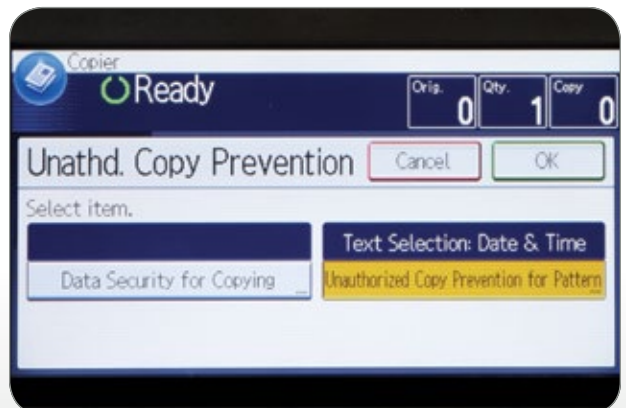 Copier
Ready
Orig. 0 Qty. 1 Copy 0
Unathd. Copy Prevention Cancel OK
Select item.
Text Selection: Date & Time
Data Security for Copying Unauthorized Copy Prevention for Pattern